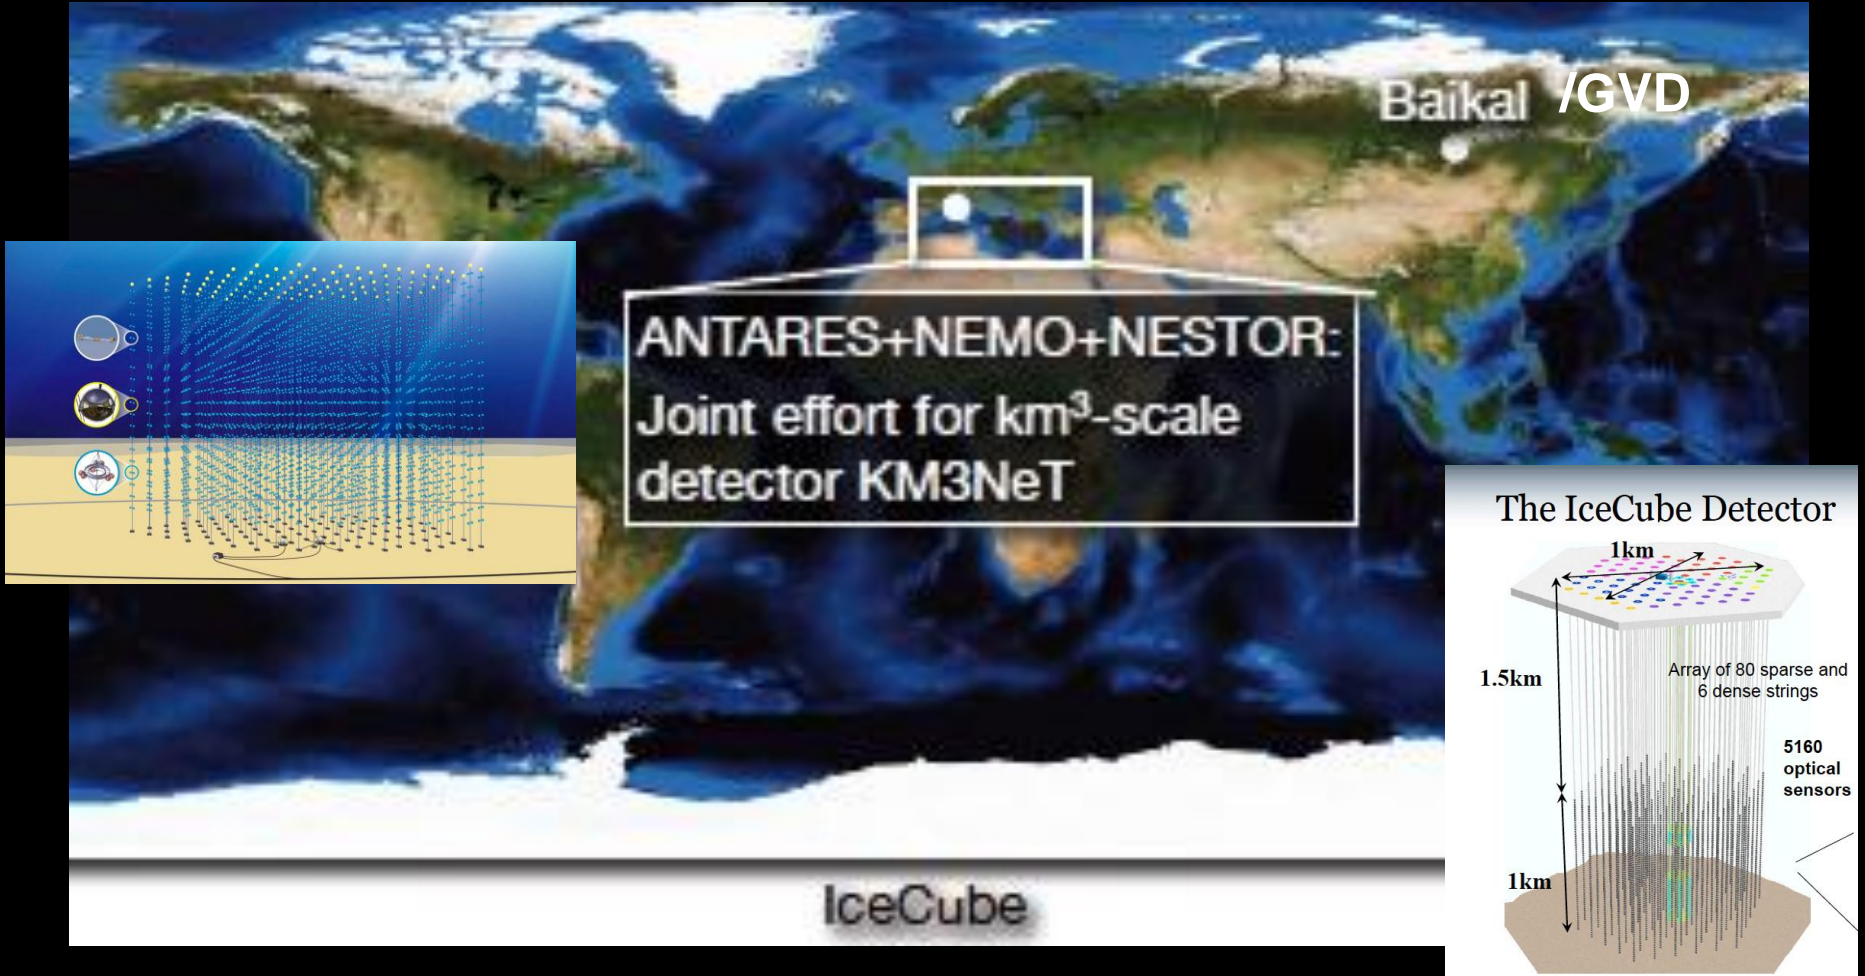 Baikal /GVD
ANTARES+NEMO+NESTOR:
Joint effort for km³-scale
detector KM3NeT
The IceCube Detector
1km
1.5km
Array of 80 sparse and
6 dense strings
5160
optical
sensors
1km
IceCube